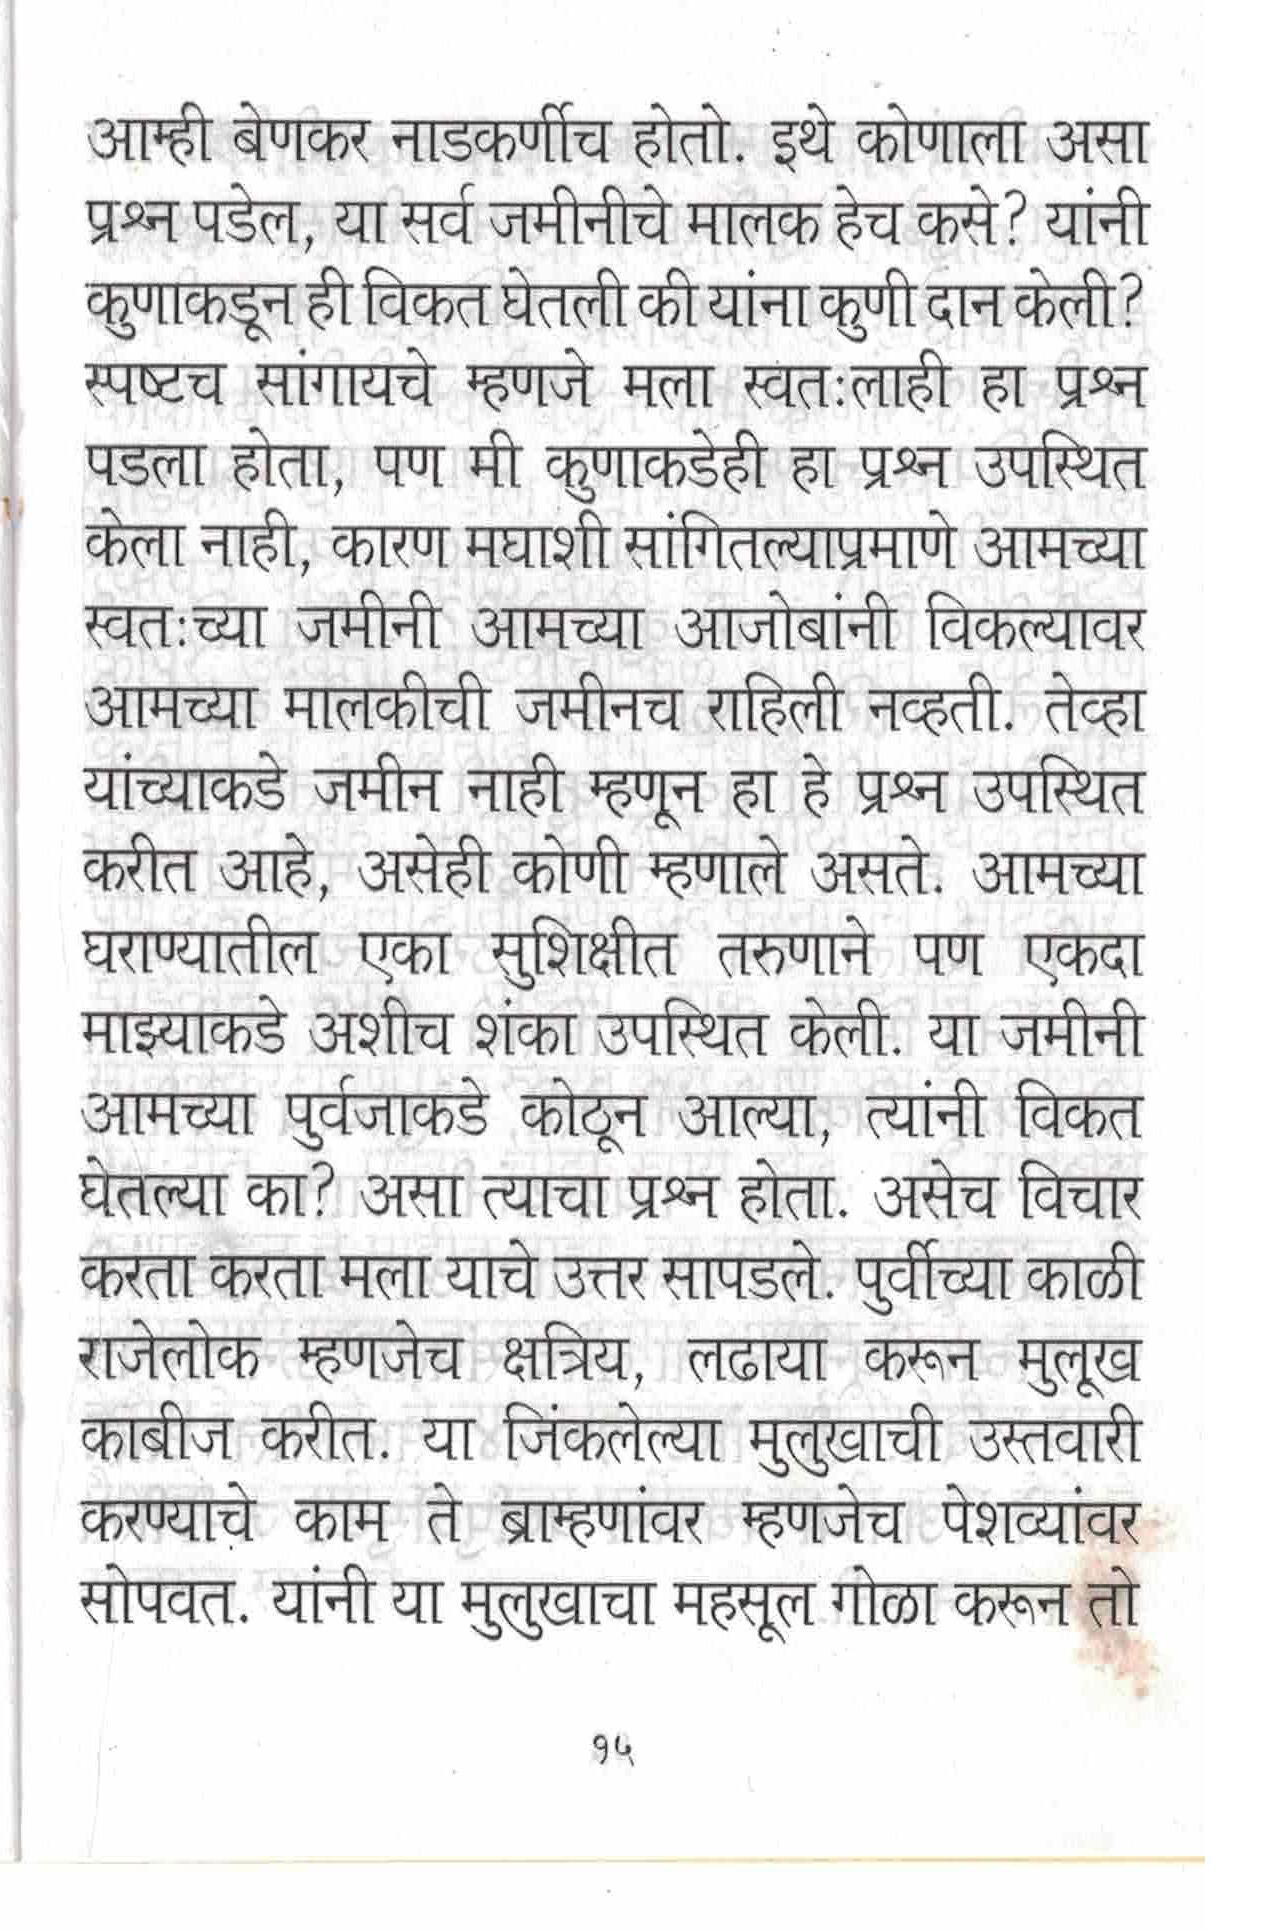 आम्ही बेणकर नाडकर्णीच होतो. इथे कोणाला असा
प्रश्न पडेल, या सर्व जमीनीचे मालक हेच कसे? यांनी
कुणाकडून ही विकत घेतली की यांना कुणी दान केली?
स्पष्टच सांगायचे म्हणजे मला स्वत:लाही हा प्रश्न
पडला होता, पण मी कुणाकडेही हा प्रश्न उपस्थित
केला नाही, कारण मघाशी सांगितल्याप्रमाणे आमच्या
स्वत:च्या जमीनी आमच्या आजोबांनी विकल्यावर
आमच्या मालकीची जमीनच राहिली नव्हती. तेव्हा
यांच्याकडे जमीन नाही म्हणून हा हे प्रश्न उपस्थित
करीत आहे, असेही कोणी म्हणाले असते. आमच्या
घराण्यातील एका सुशिक्षीत तरुणाने पण एकदा
माझ्याकडे अशीच शंका उपस्थित केली. या जमीनी
आमच्या पुर्वजाकडे कोठून आल्या, त्यांनी विकत
घेतल्या का? असा त्याचा प्रश्न होता. असेच विचार
करता करता मला याचे उत्तर सापडले. पुर्वीच्या काळी
राजेलोक म्हणजेच क्षत्रिय, लढाया करून मुलूख
काबीज करीत. या जिंकलेल्या मुलुखाची उस्तवारी
करण्याचे काम ते ब्राम्हणांवर म्हणजेच पेशव्यांवर
सोपवत. यांनी या मुलुखाचा महसूल गोळा करून तो
१५